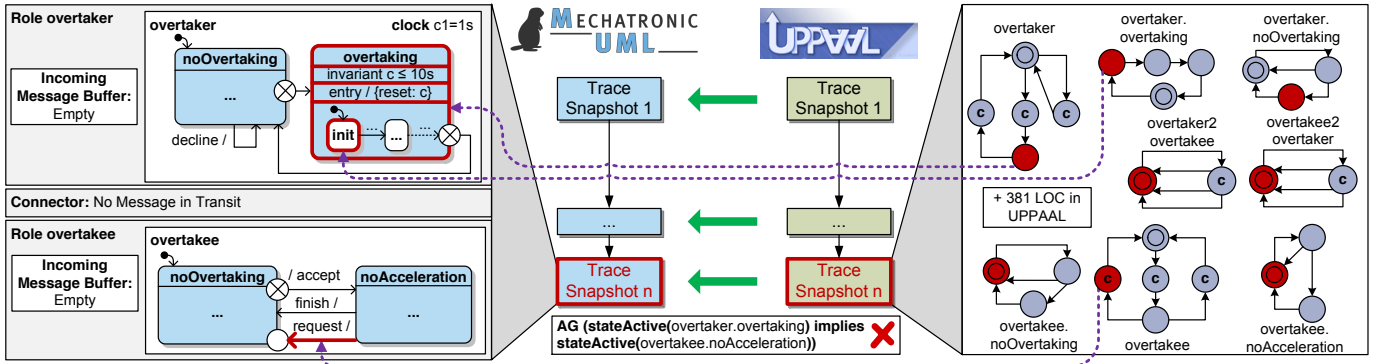 Role overtaker
Incoming
Message Buffer:
Empty
overtaker
clock c1=1s
noOvertaking
...
decline /
overtaking
invariant c ≤ 10s
entry / {reset: c}
init
...
...
...
Connector: No Message in Transit
Role overtakee
Incoming
Message Buffer:
Empty
overtakee
noOvertaking
...
/ accept
finish /
request /
noAcceleration
...
MECHATRONIC
UML
UPPAAL
Trace
Snapshot 1
Trace
Snapshot 1
...
...
Trace
Snapshot n
Trace
Snapshot n
AG (stateActive(overtaker.overtaking) implies
stateActive(overtakee.noAcceleration))
overtaker
c
c
c
overtaker.
overtaking
overtaker.
noOvertaking
overtaker2
overtakee
c
overtakee2
overtaker
c
+ 381 LOC in
UPPAAL
overtakee.
noOvertaking
c
c
c
overtakee
overtakee.
noAcceleration